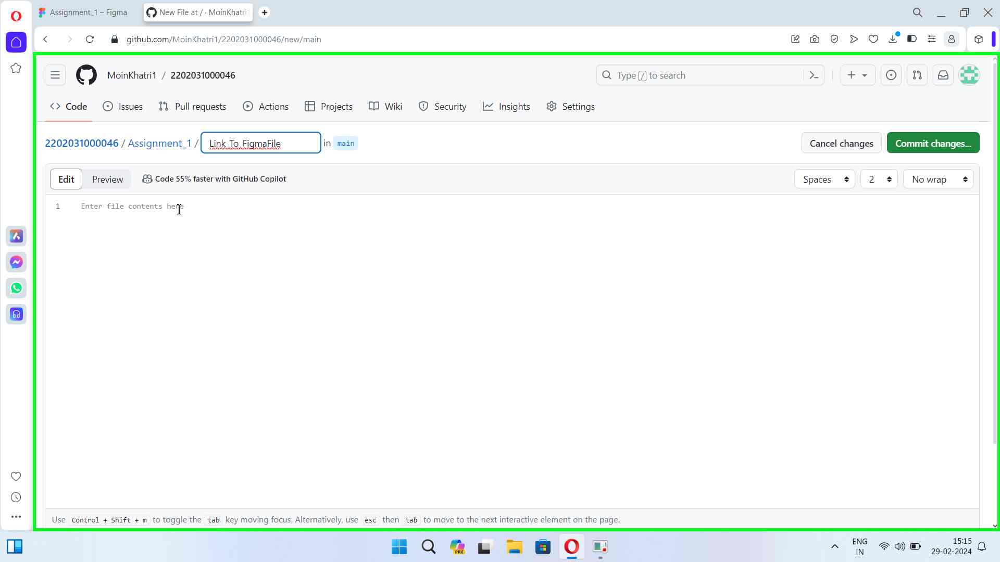 Assignment_1 – Figma
New File at / · MoinKhatri1
github.com/MoinKhatri1/2202031000046/new/main
MoinKhatri1 / 2202031000046
Type / to search
Code
Issues
Pull requests
Actions
Projects
Wiki
Security
Insights
Settings
2202031000046 / Assignment_1 / Link_To_FigmaFile in main
Cancel changes
Commit changes...
Edit
Preview
Code 55% faster with GitHub Copilot
Spaces
2
No wrap
1 Enter file contents here
Use Control + Shift + m to toggle the tab key moving focus. Alternatively, use esc then tab to move to the next interactive element on the page.
PRE
ENG
IN
15:15
29-02-2024